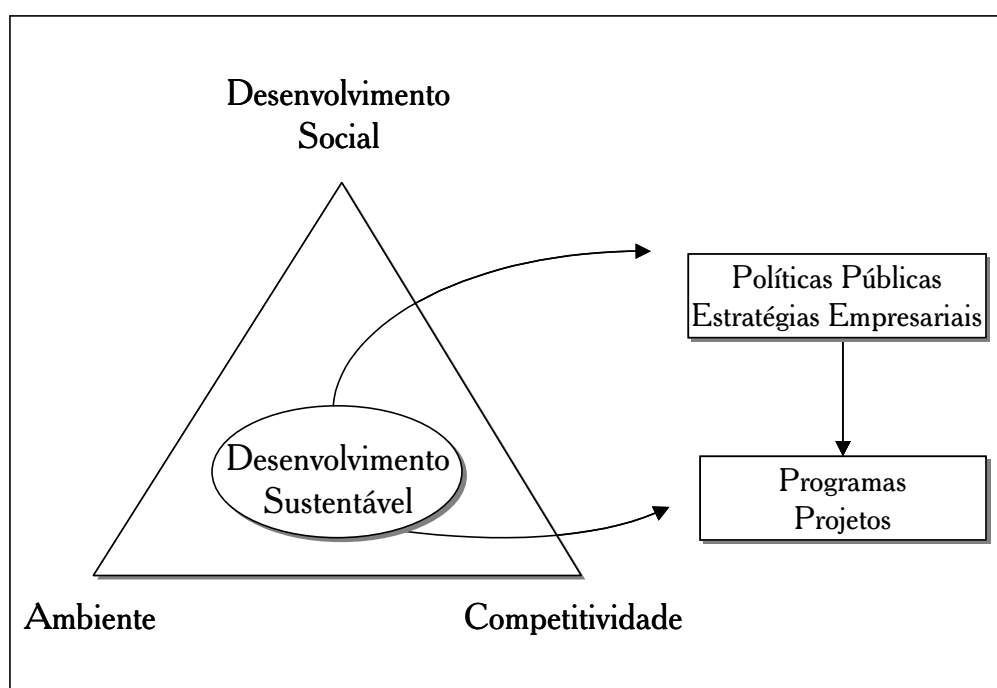 Desenvolvimento
Social
Políticas Públicas
Estratégias Empresariais
Desenvolvimento
Sustentável
Programas
Projetos
Ambiente
Competitividade